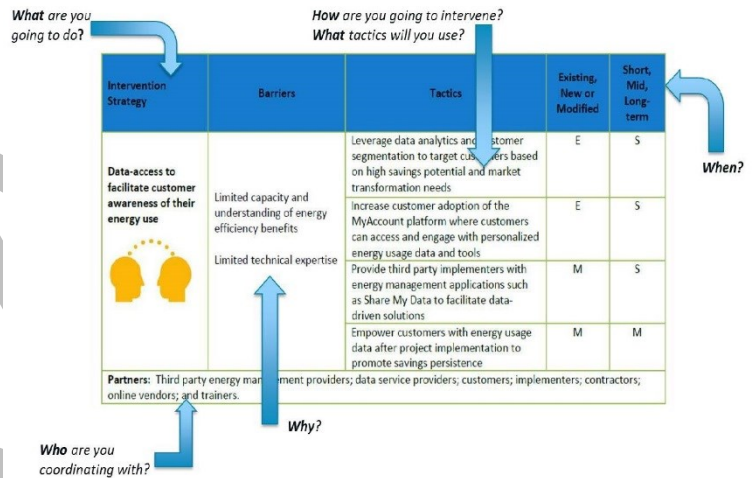 What are you
going to do?
How are you going to intervene?
What tactics will you use?
Intervention
Strategy
Barriers
Tactics
Existing,
New or
Modified
Short,
Mid,
Long-
term
When?
Data-access to
facilitate customer
awareness of their
energy use
Limited capacity and
understanding of energy
efficiency benefits
Limited technical expertise
Leverage data analytics and customer
segmentation to target customers based
on high savings potential and market
transformation needs
E
S
Increase customer adoption of the
MyAccount platform where customers
can access and engage with personalized
energy usage data and tools
E
S
Provide third party implementers with
energy management applications such
as Share My Data to facilitate data-
driven solutions
M
S
Empower customers with energy usage
data after project implementation to
promote savings persistence
M
M
Partners: Third party energy management providers; data service providers; customers; implementers; contractors;
online vendors; and trainers.
Why?
Who are you
coordinating with?